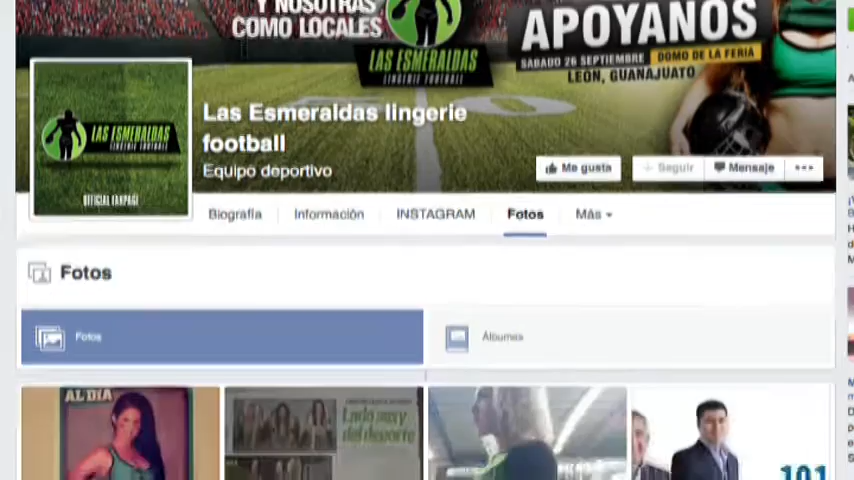 Y NOSOTRAS
COMO LOCALES
LAS ESMERALDAS
LINGERIE FOOTBALL
APOYANOS
SABADO 26 SEPTIEMBRE DOMO DE LA FERIA
LEON, GUANAJUATO
LAS ESMERALDAS
LINGERIE FOOTBALL
OFFICIAL FANPAGE
Las Esmeraldas lingerie
football
Equipo deportivo
Me gusta
Seguir
Mensaje
Biografía
Información
INSTAGRAM
Fotos
Más
Fotos
Fotos
Álbumes
AL DIA
Lado sexy
del deporte
101